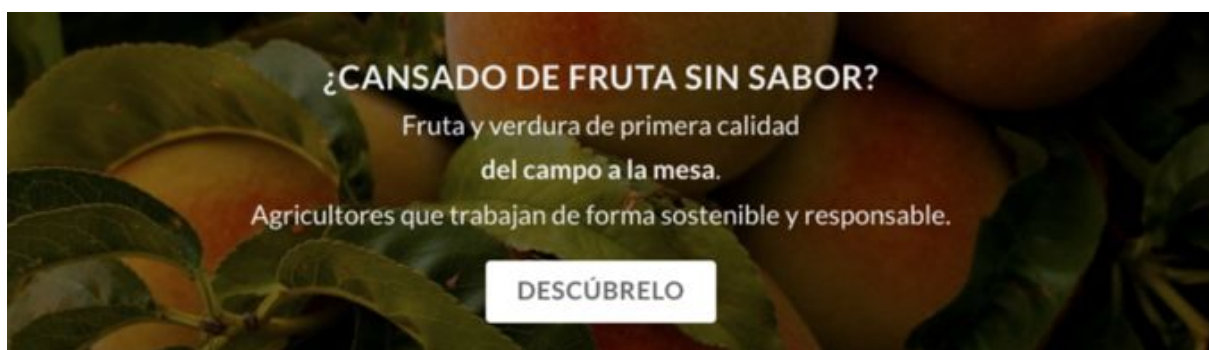 ¿CANSADO DE FRUTA SIN SABOR?
Fruta y verdura de primera calidad
del campo a la mesa.
Agricultores que trabajan de forma sostenible y responsable.
DESCÚBRELO